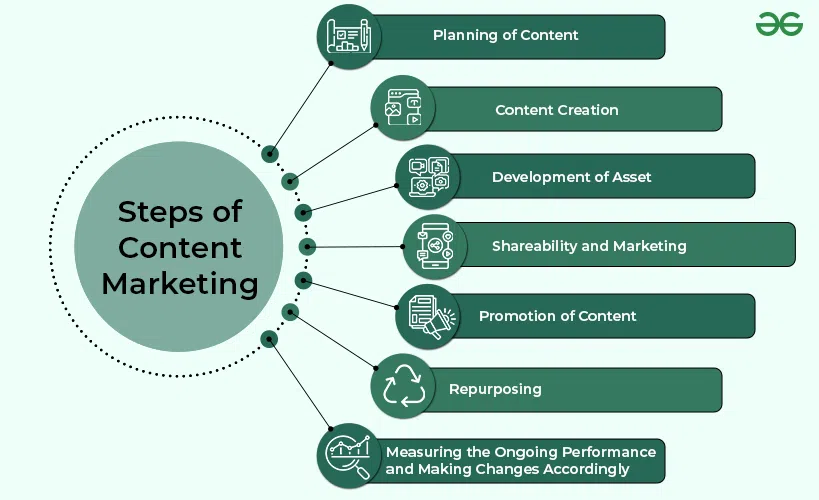 Planning of Content
Content Creation
Steps of
Content
Marketing
Development of Asset
Shareability and Marketing
Promotion of Content
Repurposing
Measuring the Ongoing Performance
and Making Changes Accordingly